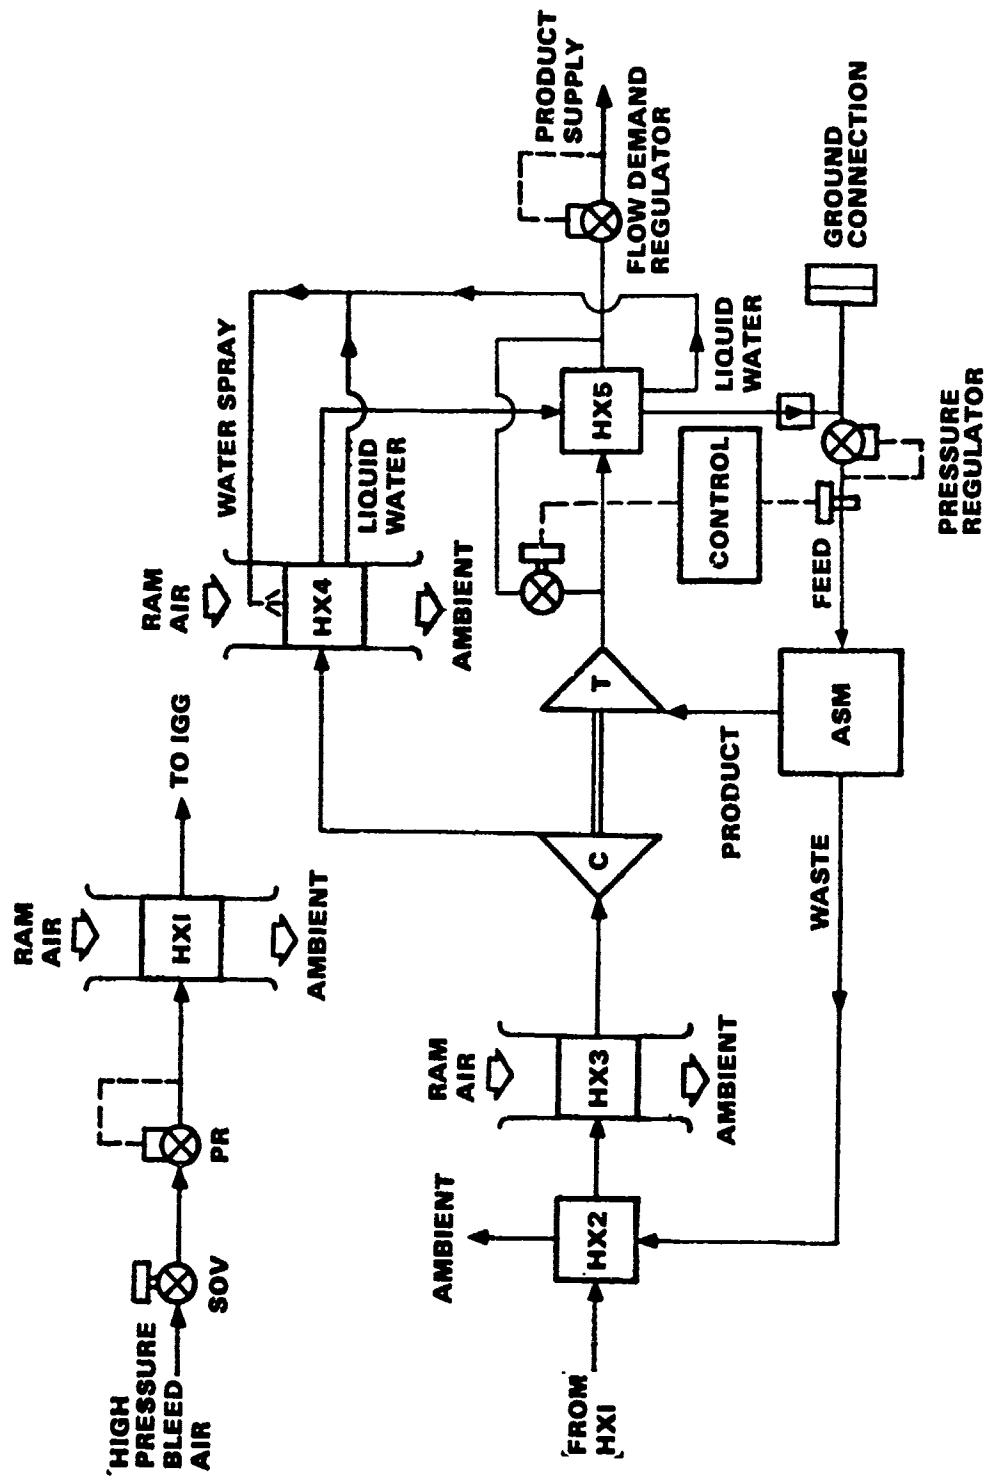 HIGH
PRESSURE
BLEED
AIR
SOV
PR
RAM
AIR
HX1
AMBIENT
TO IGG
FROM
HX1
HX2
AMBIENT
RAM
AIR
HX3
AMBIENT
C
T
RAM
AIR
WATER SPRAY
HX4
AMBIENT
LIQUID
WATER
HX5
LIQUID
WATER
CONTROL
PRODUCT
SUPPLY
FLOW DEMAND
REGULATOR
GROUND
CONNECTION
PRESSURE
REGULATOR
FEED
ASM
PRODUCT
WASTE